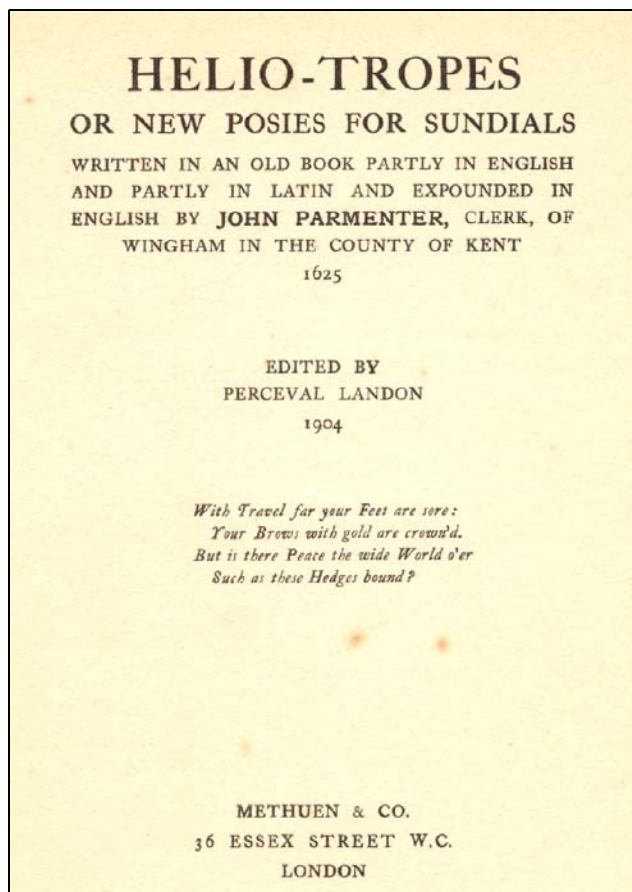 HELIO-TROPES
OR NEW POSIES FOR SUNDIALS
WRITTEN IN AN OLD BOOK PARTLY IN ENGLISH
AND PARTLY IN LATIN AND EXPOUNDED IN
ENGLISH BY JOHN PARMENTER, CLERK, OF
WINGHAM IN THE COUNTY OF KENT
1625
EDITED BY
PERCEVAL LANDON
1904
With Travel far your Feet are sore:
Your Brows with gold are crown'd.
But is there Peace the wide World o'er
Such as these Hedges bound?
METHUEN & CO.
36 ESSEX STREET W.C.
LONDON